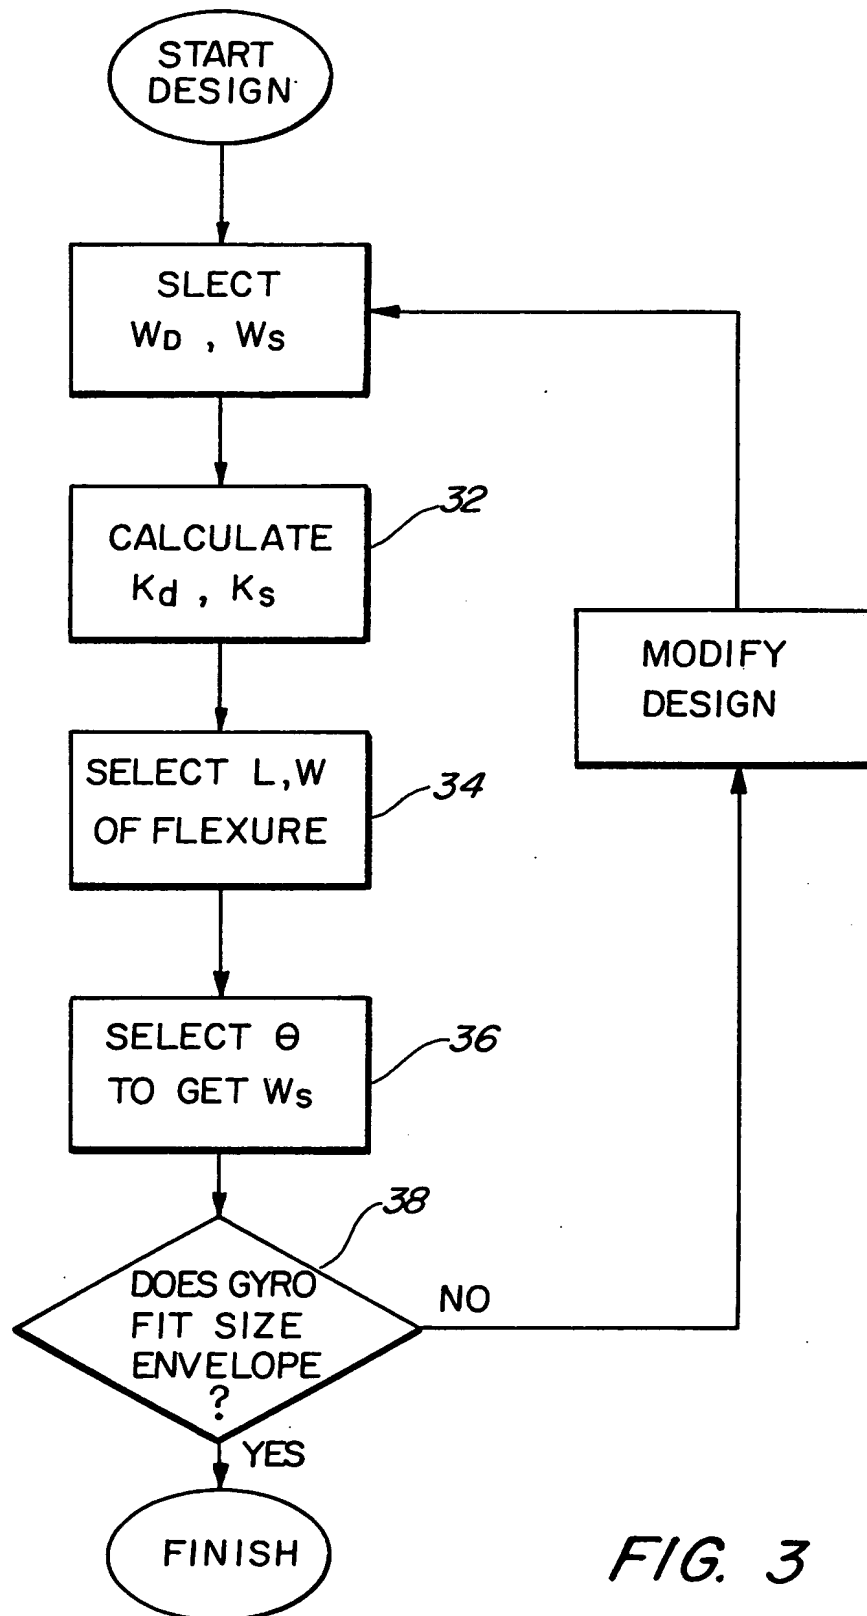 START
DESIGN
SLECT
WD , WS
CALCULATE
Kd , Ks
32
SELECT L,W
OF FLEXURE
34
MODIFY
DESIGN
SELECT Θ
TO GET Ws
36
DOES GYRO
FIT SIZE
ENVELOPE
?
38
NO
YES
FINISH
FIG. 3